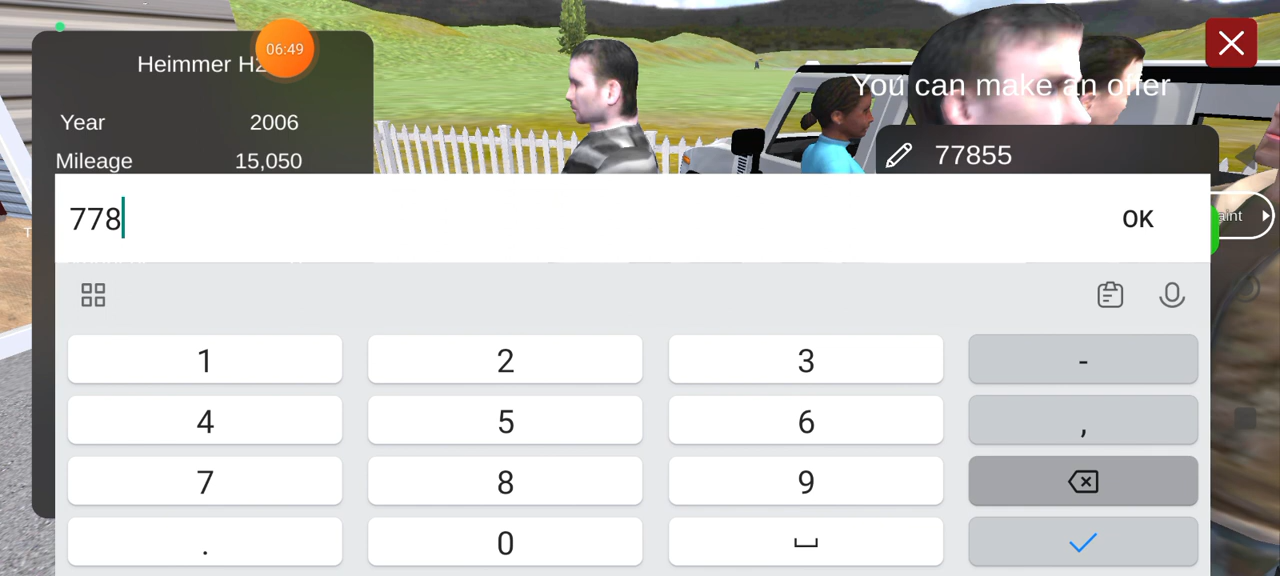 06:49
Heimmer H2
You can make an offer
Year 2006
Mileage 15,050
77855
778
OK
aint
1 2 3 -
4 5 6 ,
7 8 9
. 0